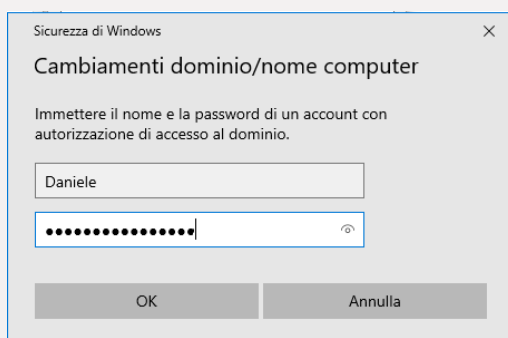 Sicurezza di Windows
Cambiamenti dominio/nome computer
Immettere il nome e la password di un account con
autorizzazione di accesso al dominio.
Daniele
●●●●●●●●●●●●●●●●
OK
Annulla